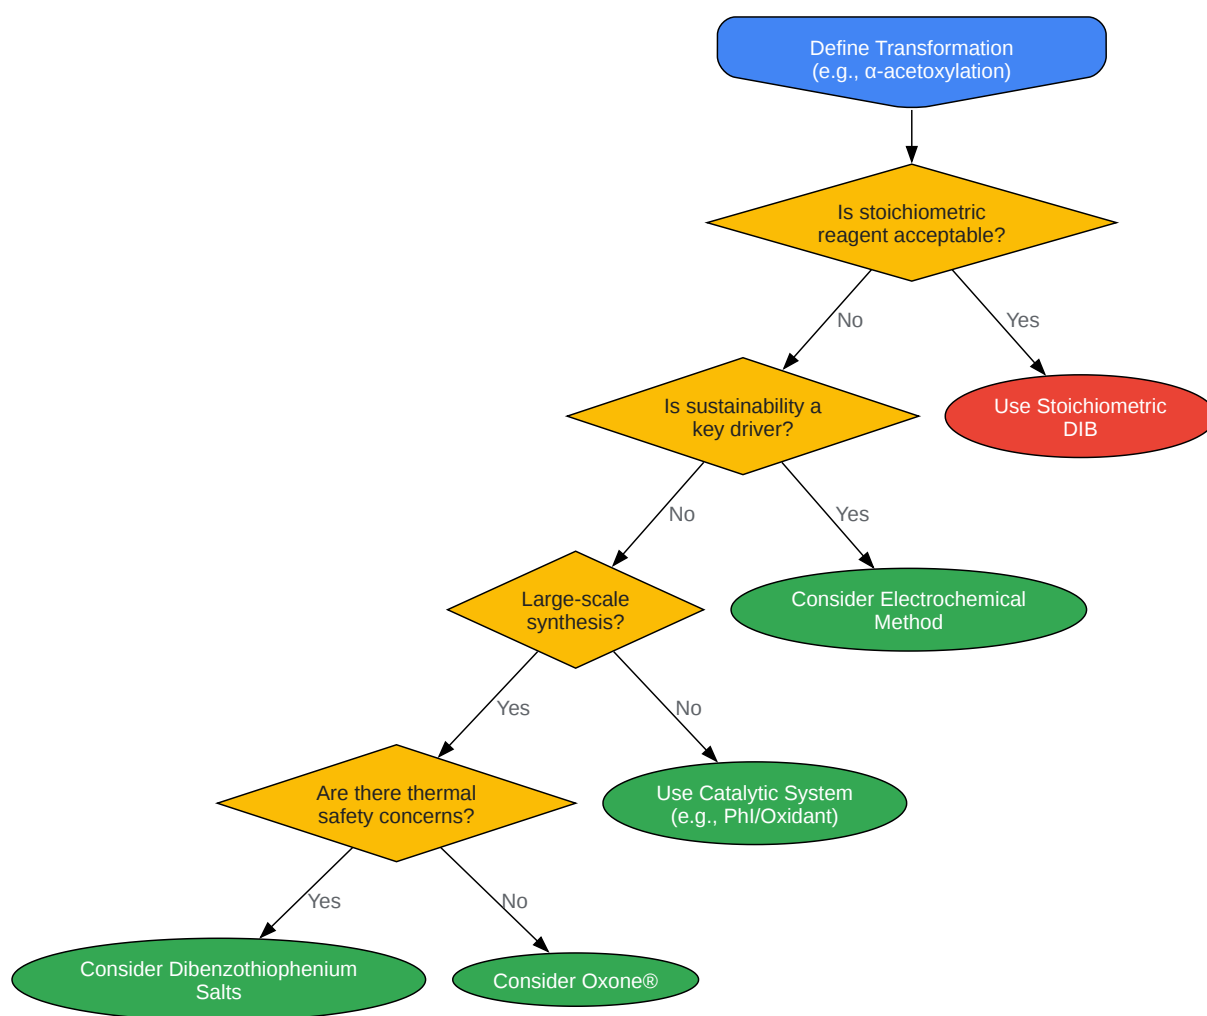 Define Transformation
(e.g., α-acetoxylation)
Is stoichiometric
reagent acceptable?
No
Yes
Is sustainability a
key driver?
Use Stoichiometric
DIB
No
Yes
Large-scale
synthesis?
Consider Electrochemical
Method
Yes
No
Are there thermal
safety concerns?
Use Catalytic System
(e.g., PhI/Oxidant)
Yes
No
Consider Dibenzothiophenium
Salts
Consider Oxone®